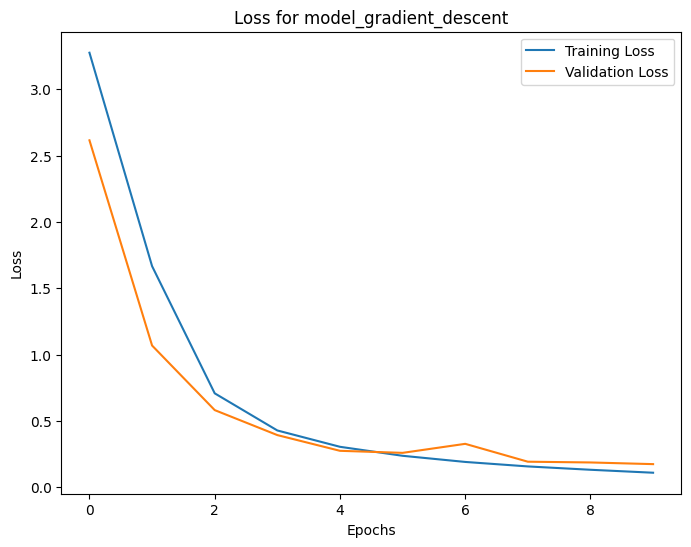 Loss for model_gradient_descent
Training Loss
Validation Loss
3.0
2.5
2.0
1.5
1.0
0.5
0.0
Loss
0 2 4 6 8
Epochs